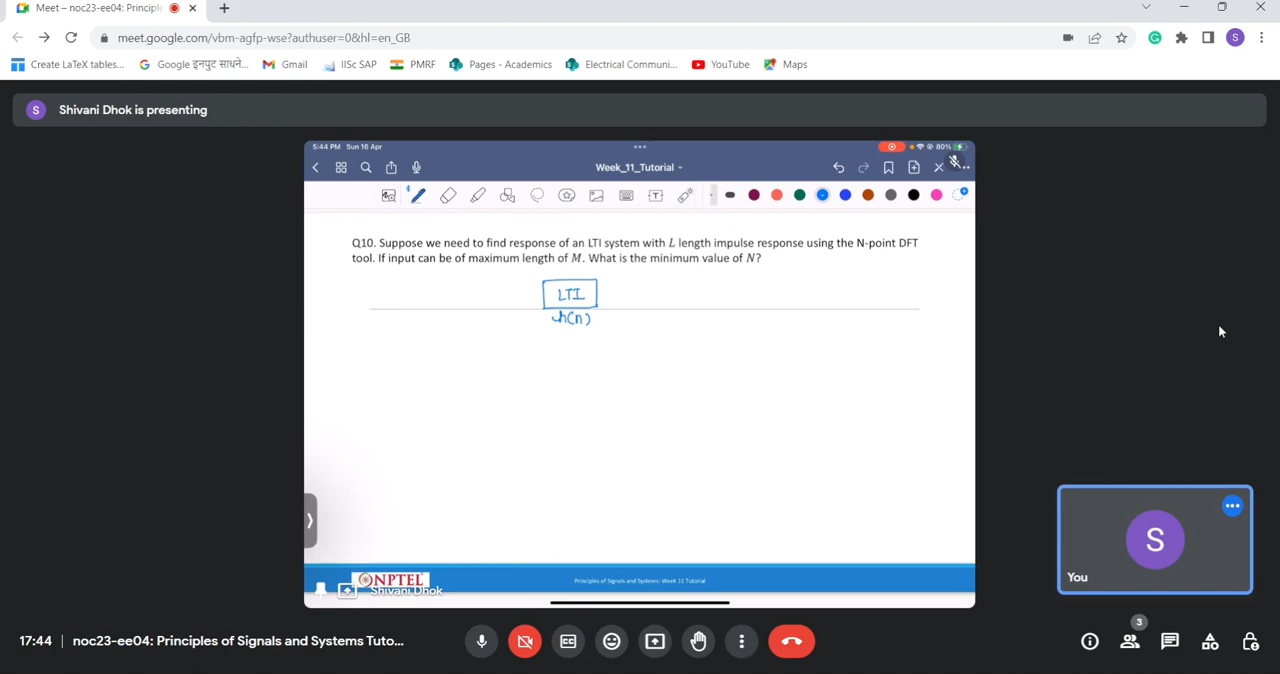 Meet – noc23-ee04: Principle
meet.google.com/vbm-agfp-wse?authuser=0&hl=en_GB
S
Create LaTeX tables... Google इनपुट साधने... Gmail IISc SAP PMRF Pages - Academics Electrical Communi... YouTube Maps
S Shivani Dhok is presenting
5:44 PM Sun 16 Apr 80%
Week_11_Tutorial
Q10. Suppose we need to find response of an LTI system with L length impulse response using the N-point DFT
tool. If input can be of maximum length of M. What is the minimum value of N?
LTI
h(n)
S
You
NPTEL
Principles of Signals and Systems: Week 11 Tutorial
Shivani Dhok
3
17:44 | noc23-ee04: Principles of Signals and Systems Tuto...